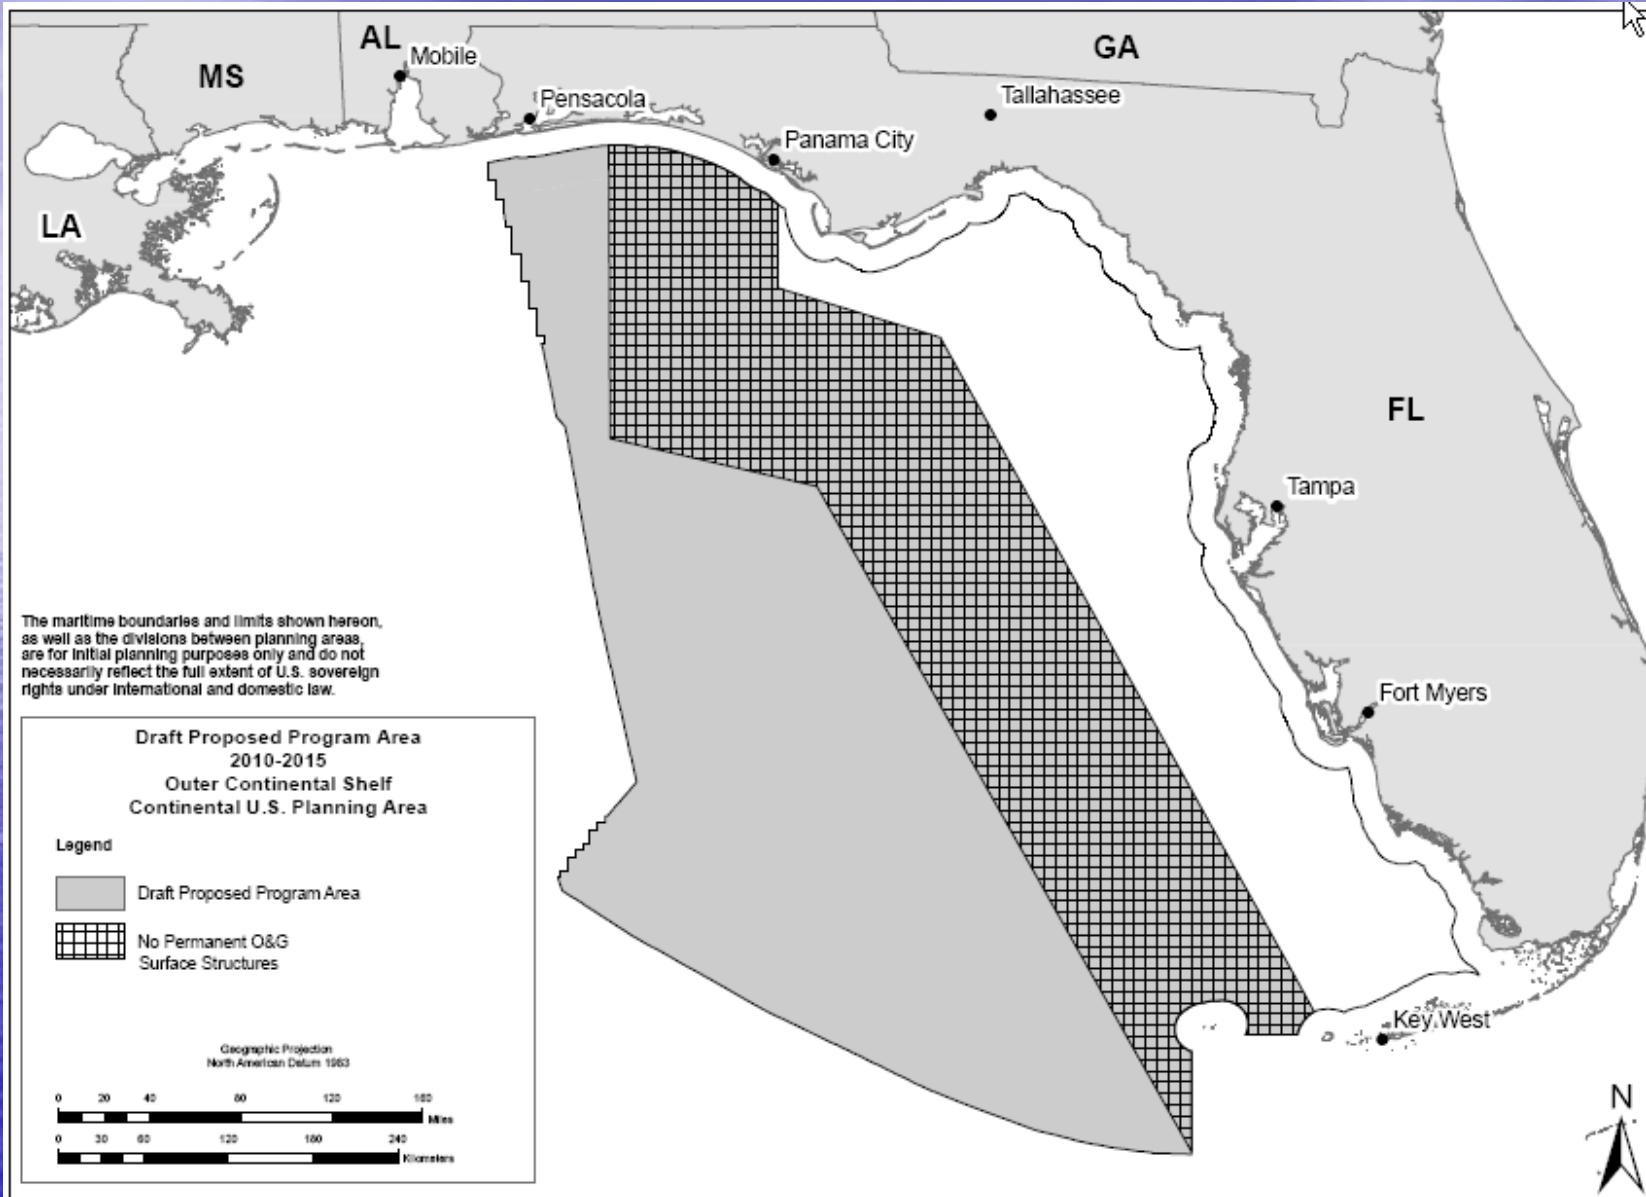 AL
Mobile
MS
GA
Pensacola
Tallahassee
Panama City
LA
FL
Tampa
Fort Myers
Key West
The maritime boundaries and limits shown hereon,
as well as the divisions between planning areas,
are for initial planning purposes only and do not
necessarily reflect the full extent of U.S. sovereign
rights under international and domestic law.
Draft Proposed Program Area
2010-2015
Outer Continental Shelf
Continental U.S. Planning Area
Legend
Draft Proposed Program Area
No Permanent O&G
Surface Structures
Geographic Projection
North American Datum 1983
0 20 40 80 120 160
Miles
0 30 60 120 180 240
Kilometers
N